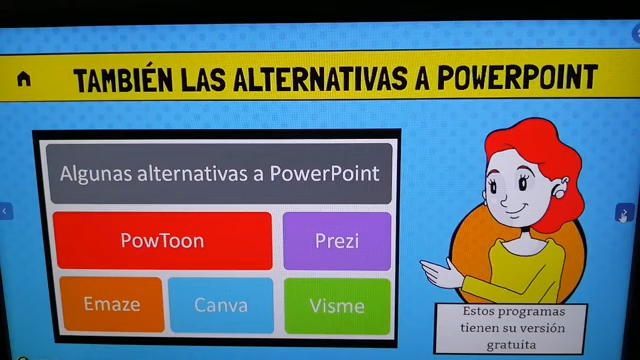 TAMBIÉN LAS ALTERNATIVAS A POWERPOINT
Algunas alternativas a PowerPoint
PowToon
Prezi
Emaze
Canva
Visme
Estos programas
tienen su versión
gratuita